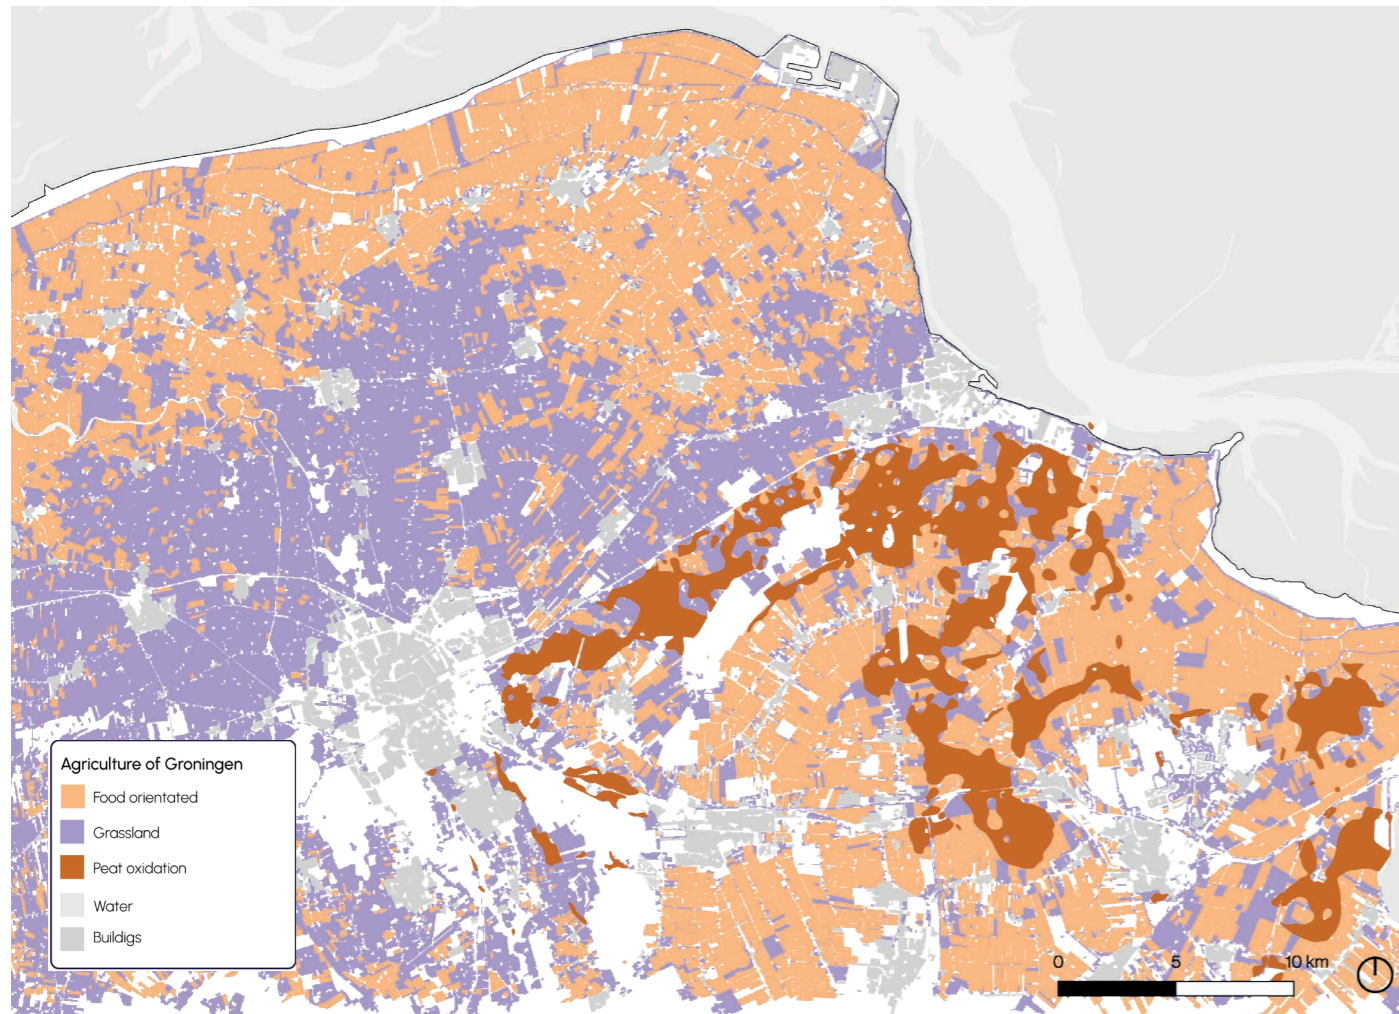 Agriculture of Groningen
Food orientated
Grassland
Peat oxidation
Water
Buildigs
0 5 10 km